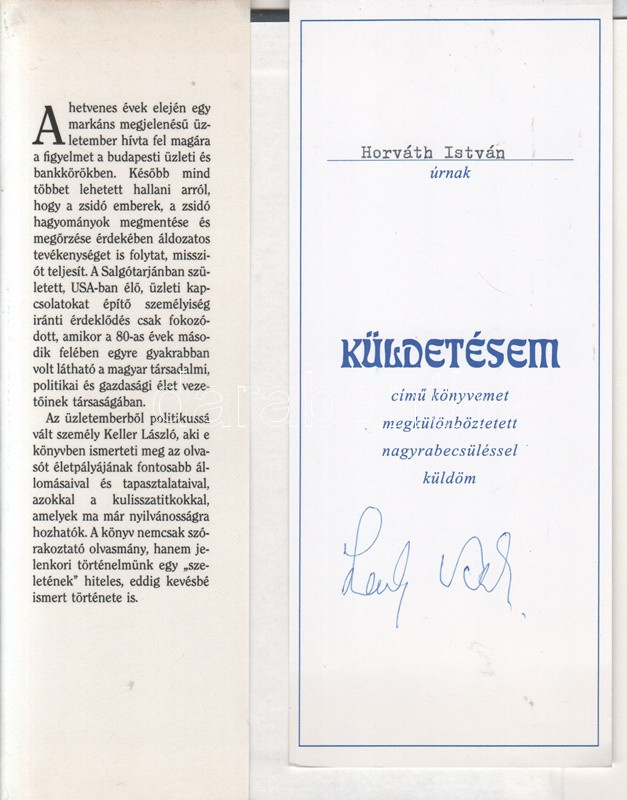 A hetvenes évek elején egy
markáns megjelenésű üz-
letember hívta fel magára
a figyelmet a budapesti üzleti és
bankkörökben. Később mind
többet lehetett hallani arról,
hogy a zsidó emberek, a zsidó
hagyományok megmentése és
megőrzése érdekében áldozatos
tevékenységet is folytat, misszi-
ót teljesít. A Salgótarjánban szü-
letett, USA-ban élő, üzleti kap-
csolatokat építő személyiség
iránti érdeklődés csak fokozó-
dott, amikor a 80-as évek máso-
dik felében egyre gyakrabban
volt látható a magyar társadalmi,
politikai és gazdasági élet veze-
tőinek társaságában.
Az üzletemberből politikussá
vált személy Keller László, aki e
könyvben ismerteti meg az olva-
sót életpályájának fontosabb ál-
lomásaival és tapasztalataival,
azokkal a kulisszatitkokkal,
amelyek ma már nyilvánosságra
hozhatók. A könyv nemcsak szó-
rakoztató olvasmány, hanem je-
lenkori történelmünk egy „sze-
letének” hiteles, eddig kevésbé
ismert története is.
Horváth István
úrnak
KÜLDETÉSEM
című könyvemet
megkülönböztetett
nagyrabecsüléssel
küldöm